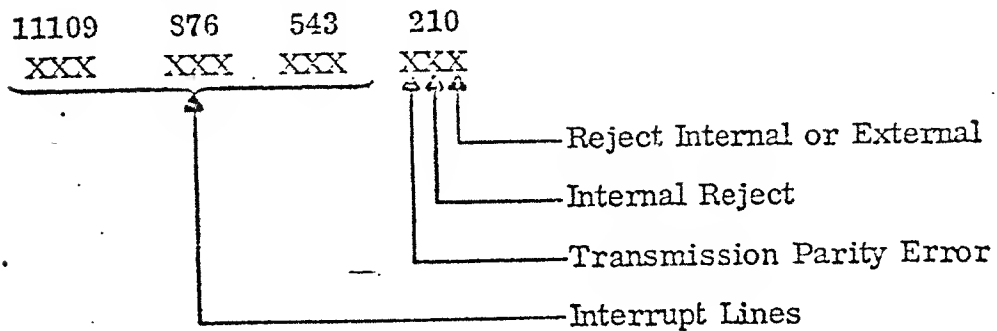 11109 876 543 210
XXX XXX XXX XXX
Reject Internal or External
Internal Reject
Transmission Parity Error
Interrupt Lines